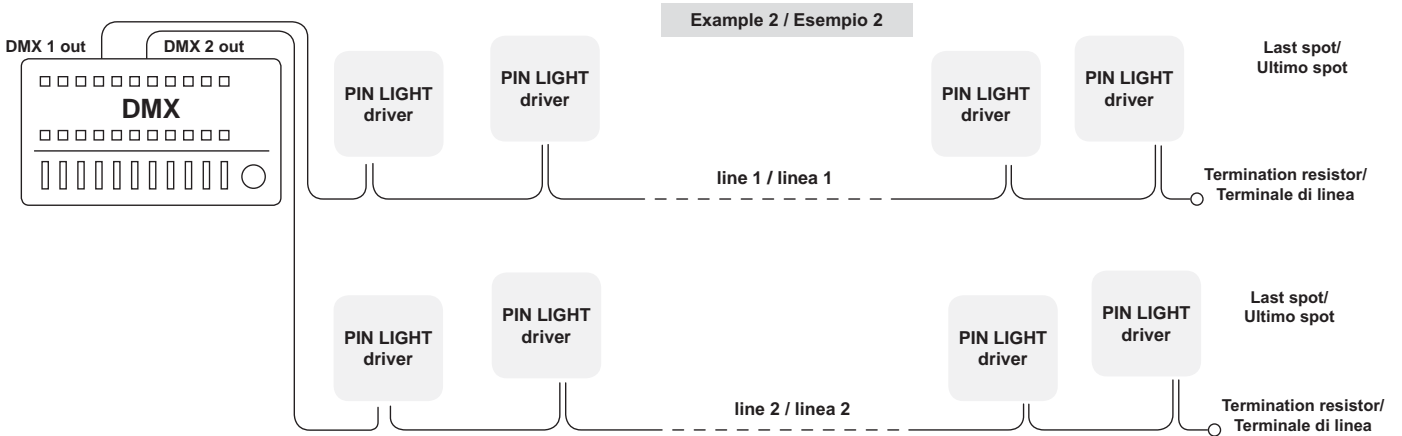 Example 2 / Esempio 2
DMX 1 out
DMX 2 out
DMX
PIN LIGHT
driver
PIN LIGHT
driver
PIN LIGHT
driver
PIN LIGHT
driver
Last spot/
Ultimo spot
line 1 / linea 1
Termination resistor/
Terminale di linea
PIN LIGHT
driver
PIN LIGHT
driver
PIN LIGHT
driver
PIN LIGHT
driver
Last spot/
Ultimo spot
line 2 / linea 2
Termination resistor/
Terminale di linea